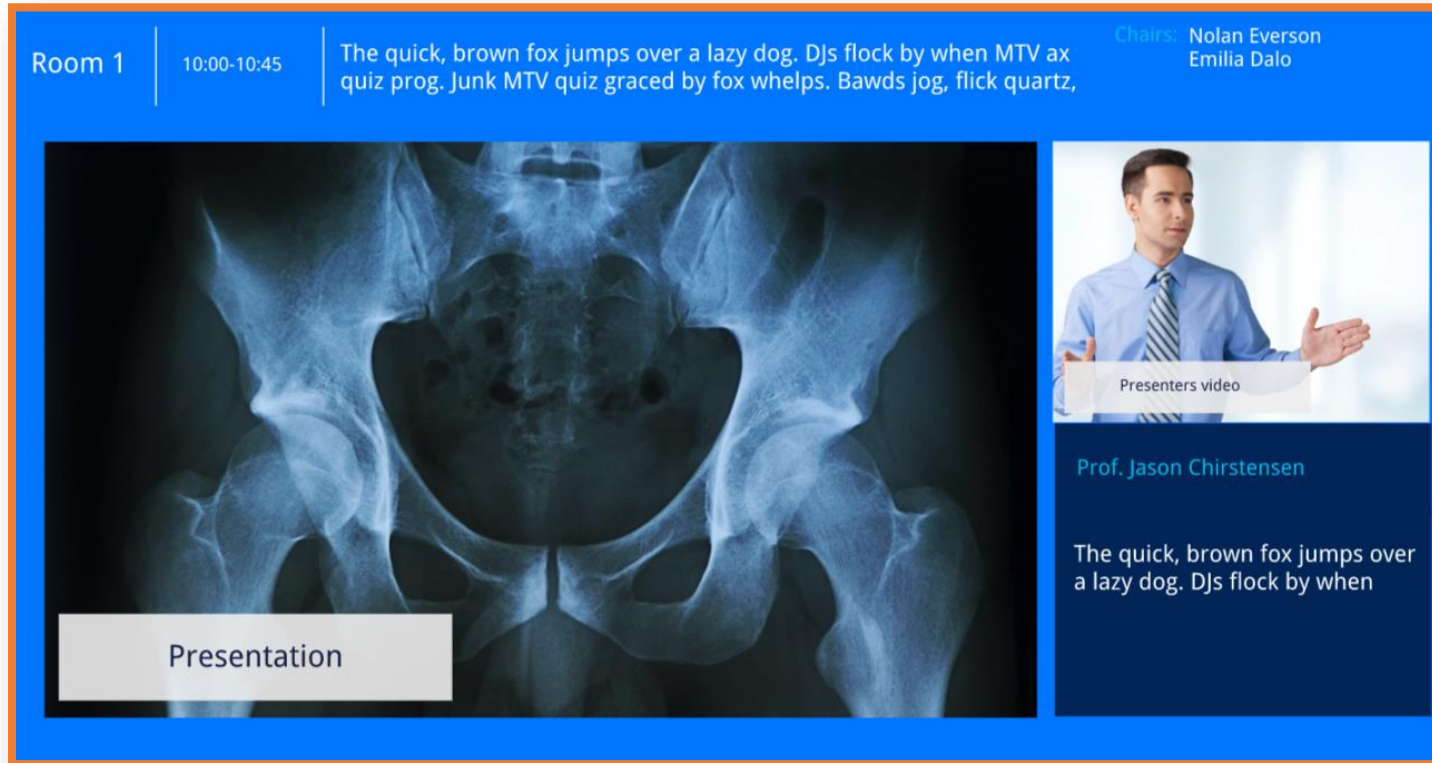 Room 1
10:00-10:45
The quick, brown fox jumps over a lazy dog. DJs flock by when MTV ax
quiz prog. Junk MTV quiz graced by fox whelps. Bawds jog, flick quartz,
Chairs: Nolan Everson
Emilia Dalo
Presenters video
Prof. Jason Chirstensen
The quick, brown fox jumps over
a lazy dog. DJs flock by when
Presentation